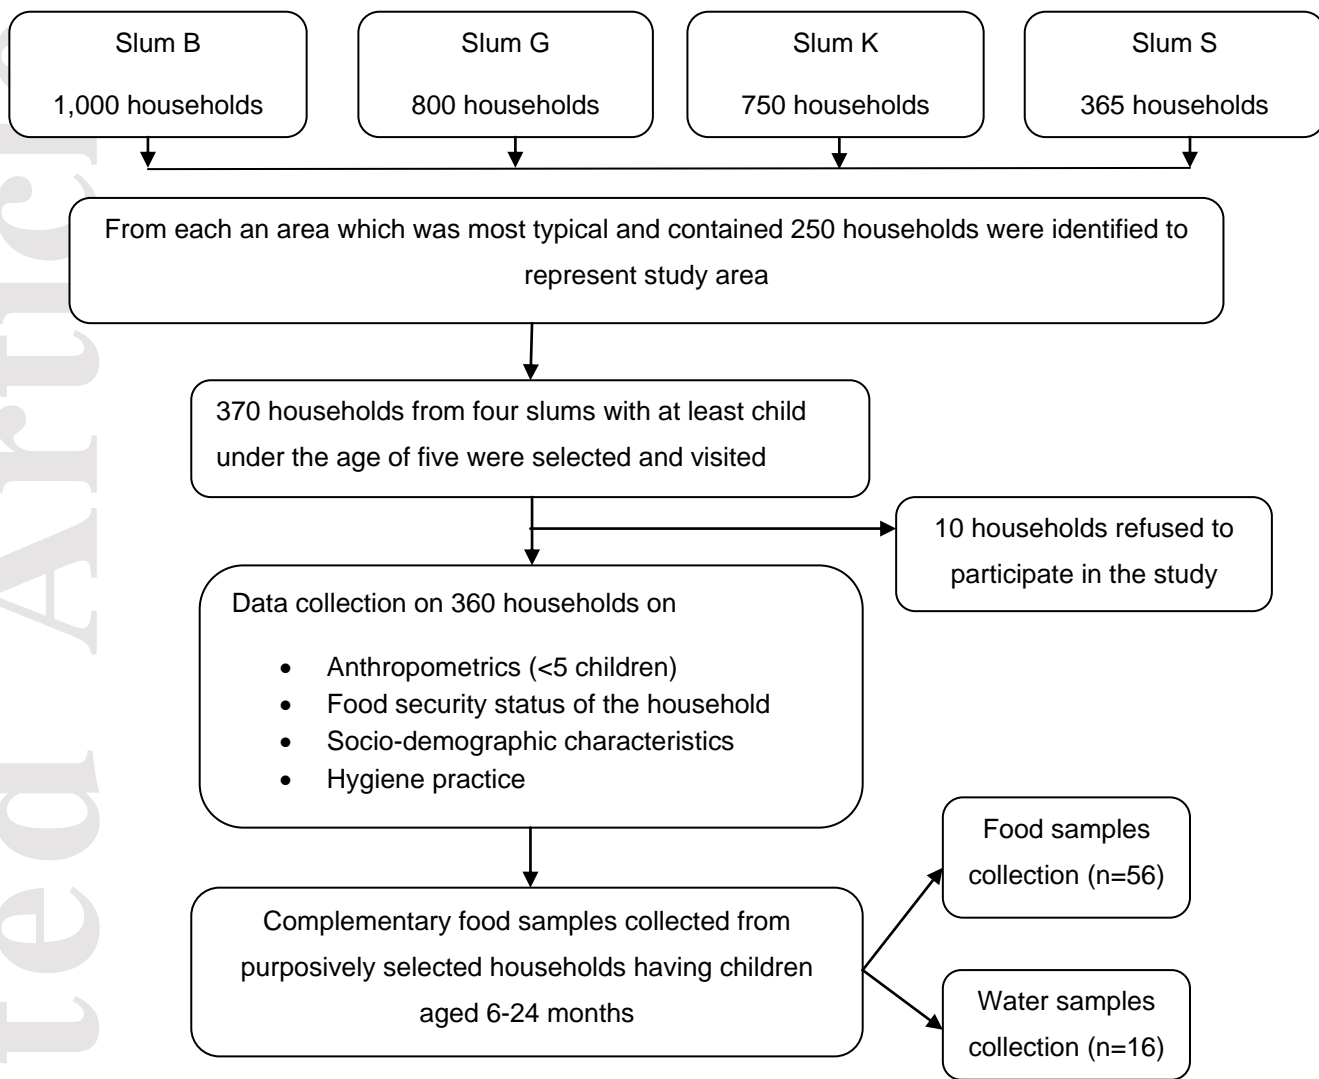 Slum B
1,000 households
Slum G
800 households
Slum K
750 households
Slum S
365 households
From each an area which was most typical and contained 250 households were identified to
represent study area
370 households from four slums with at least child
under the age of five were selected and visited
10 households refused to
participate in the study
Data collection on 360 households on
• Anthropometrics (<5 children)
• Food security status of the household
• Socio-demographic characteristics
• Hygiene practice
Food samples
collection (n=56)
Complementary food samples collected from
purposively selected households having children
aged 6-24 months
Water samples
collection (n=16)
ted Article